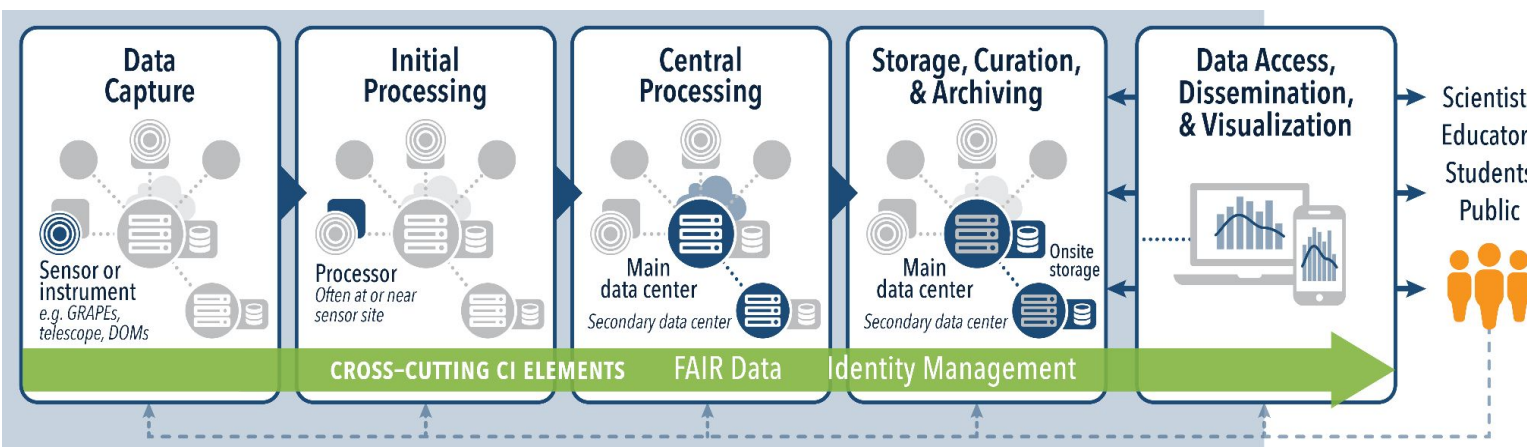 Data
Capture
Sensor or
instrument
e.g. GRAPEs,
telescope, DOMs
Initial
Processing
Processor
Often at or near
sensor site
Central
Processing
Main
data center
Secondary data center
Storage, Curation,
& Archiving
Onsite
storage
Main
data center
Secondary data center
Data Access,
Dissemination,
& Visualization
Scientist
Educator
Students
Public
CROSS–CUTTING CI ELEMENTS FAIR Data Identity Management